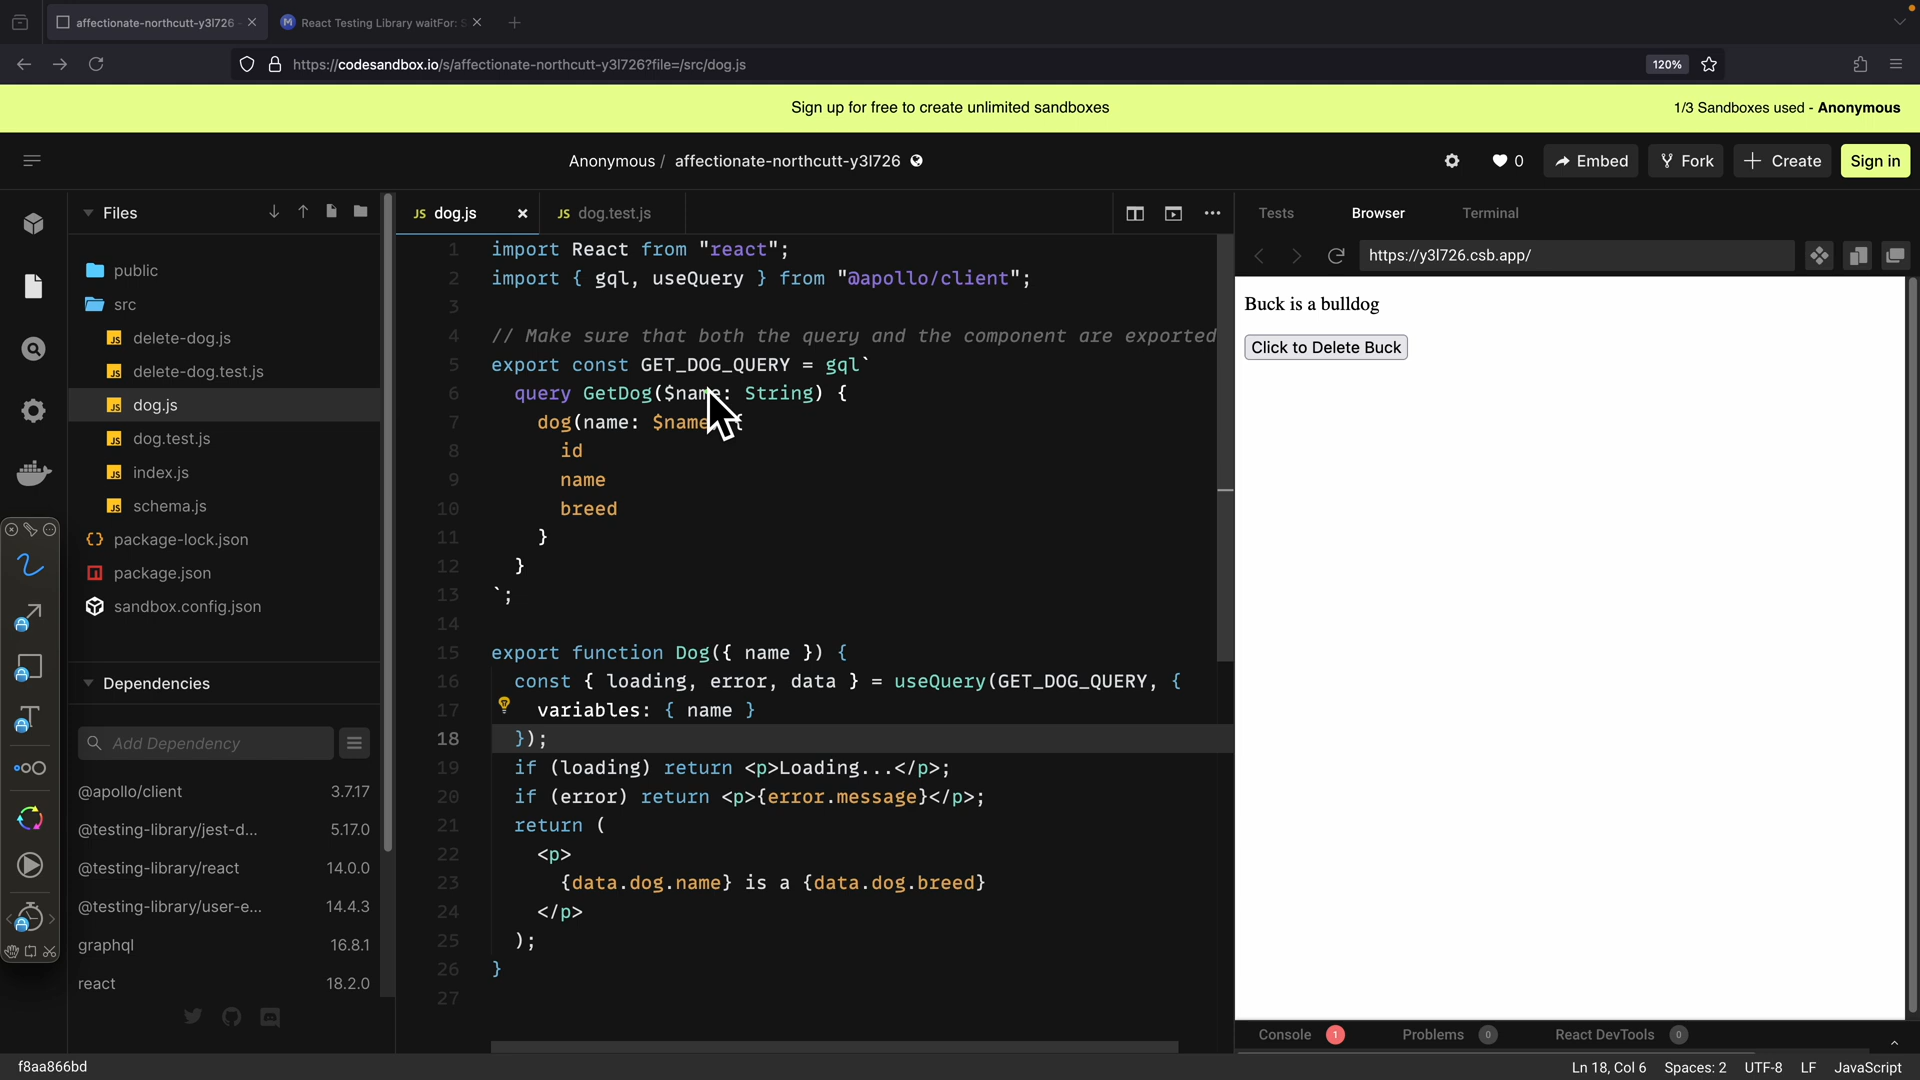 affectionate-northcutt-y3l726
React Testing Library waitFor:
https://codesandbox.io/s/affectionate-northcutt-y3l726?file=/src/dog.js
120%
Sign up for free to create unlimited sandboxes
1/3 Sandboxes used - Anonymous
Anonymous / affectionate-northcutt-y3l726
0
Embed
Fork
Create
Sign in
Files
public
src
delete-dog.js
delete-dog.test.js
dog.js
dog.test.js
index.js
schema.js
package-lock.json
package.json
sandbox.config.json
Dependencies
Add Dependency
@apollo/client 3.7.17
@testing-library/jest-d... 5.17.0
@testing-library/react 14.0.0
@testing-library/user-e... 14.4.3
graphql 16.8.1
react 18.2.0
JS dog.js
JS dog.test.js
1 import React from "react";
2 import { gql, useQuery } from "@apollo/client";
3
4 // Make sure that both the query and the component are exported
5 export const GET_DOG_QUERY = gql`
6 query GetDog($name: String) {
7 dog(name: $name {
8 id
9 name
10 breed
11 }
12 }
13 `;
14
15 export function Dog({ name }) {
16 const { loading, error, data } = useQuery(GET_DOG_QUERY, {
17 variables: { name }
18 });
19 if (loading) return <p>Loading...</p>;
20 if (error) return <p>{error.message}</p>;
21 return (
22 <p>
23 {data.dog.name} is a {data.dog.breed}
24 </p>
25 );
26 }
27
Tests
Browser
Terminal
https://y3l726.csb.app/
Buck is a bulldog
Click to Delete Buck
Console 1
Problems 0
React DevTools 0
f8aa866bd
Ln 18, Col 6
Spaces: 2
UTF-8
LF
JavaScript